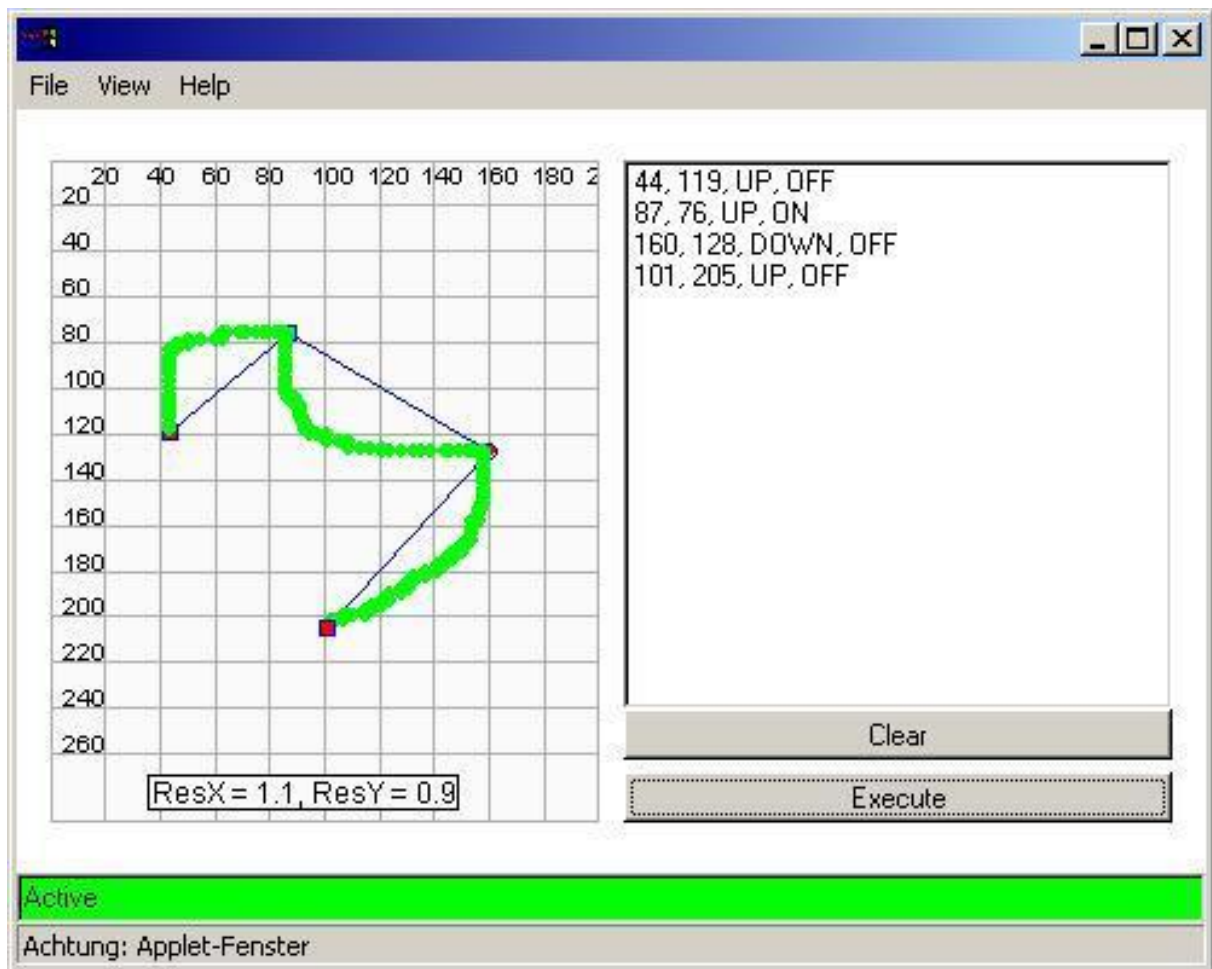 File View Help
20 40 60 80 100 120 140 160 180 2
20
40
60
80
100
120
140
160
180
200
220
240
260
ResX = 1.1, ResY = 0.9
44, 119, UP, OFF
87, 76, UP, ON
160, 128, DOWN, OFF
101, 205, UP, OFF
Clear
Execute
Active
Achtung: Applet-Fenster